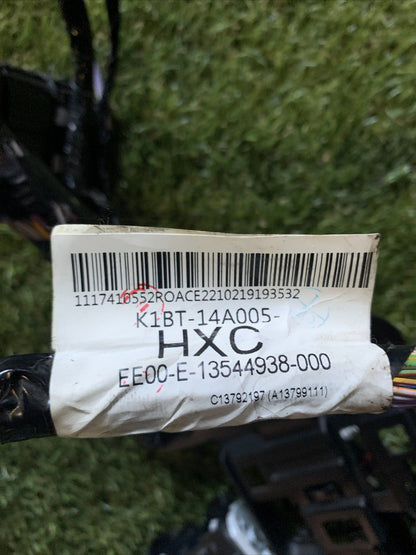 1117410552ROACE2210219193532
K1BT-14A005-
HXC
EE00-E-13544938-000
C13792197 (A13799111)